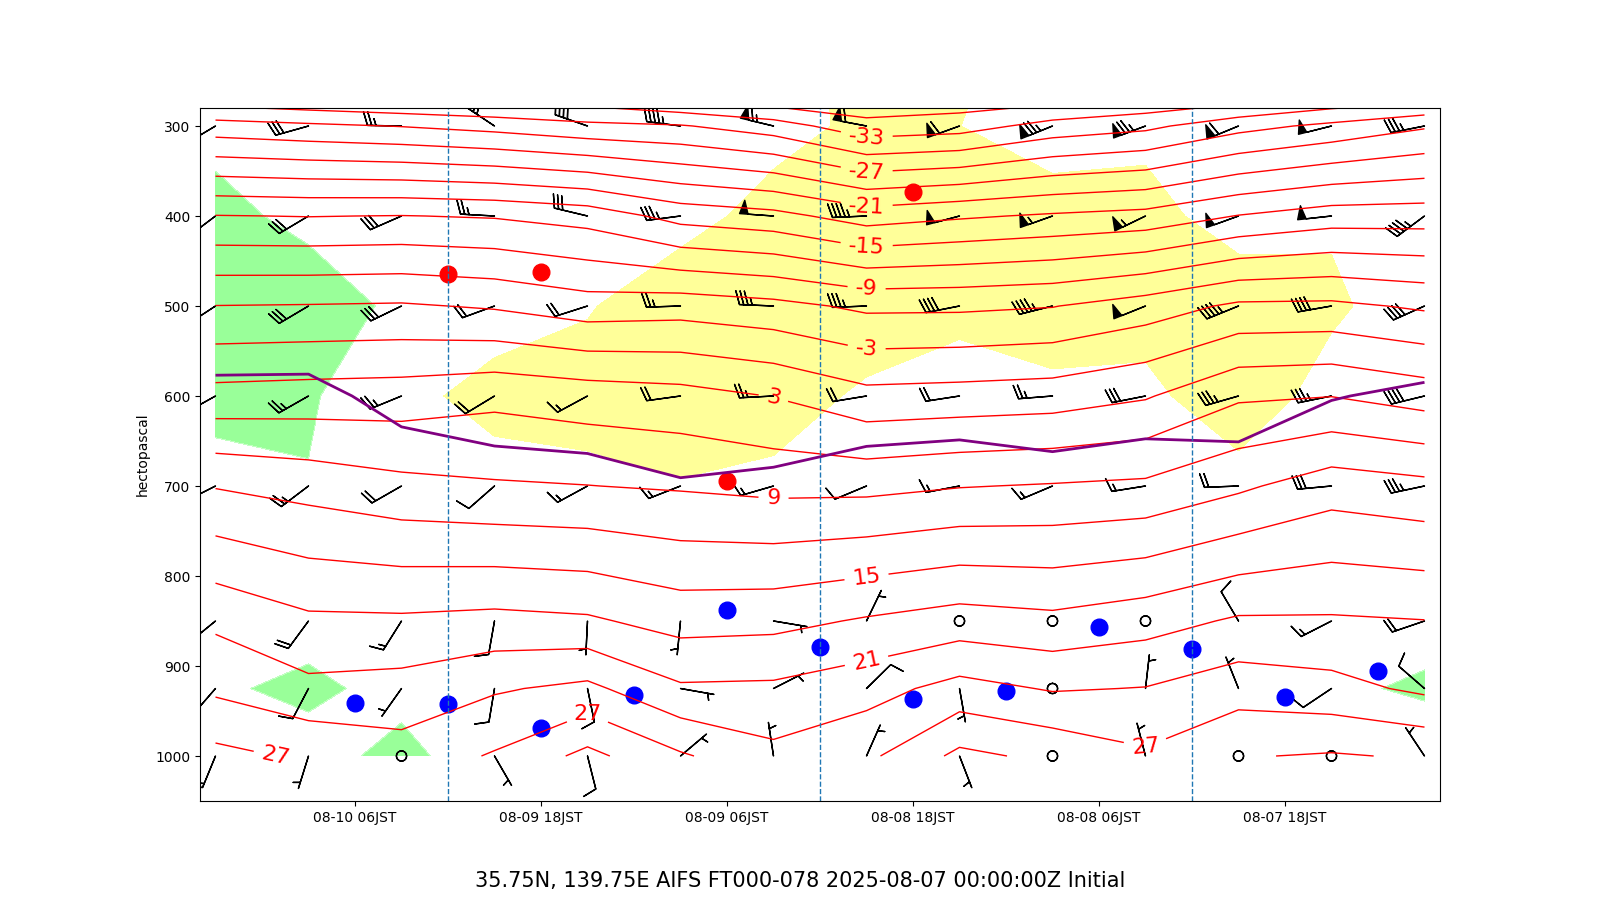 300
400
500
600
700
800
900
1000
hectopascal
-33
-27
-21
-15
-9
-3
3
9
15
21
27
27
27
08-10 06JST
08-09 18JST
08-09 06JST
08-08 18JST
08-08 06JST
08-07 18JST
35.75N, 139.75E AIFS FT000-078 2025-08-07 00:00:00Z Initial